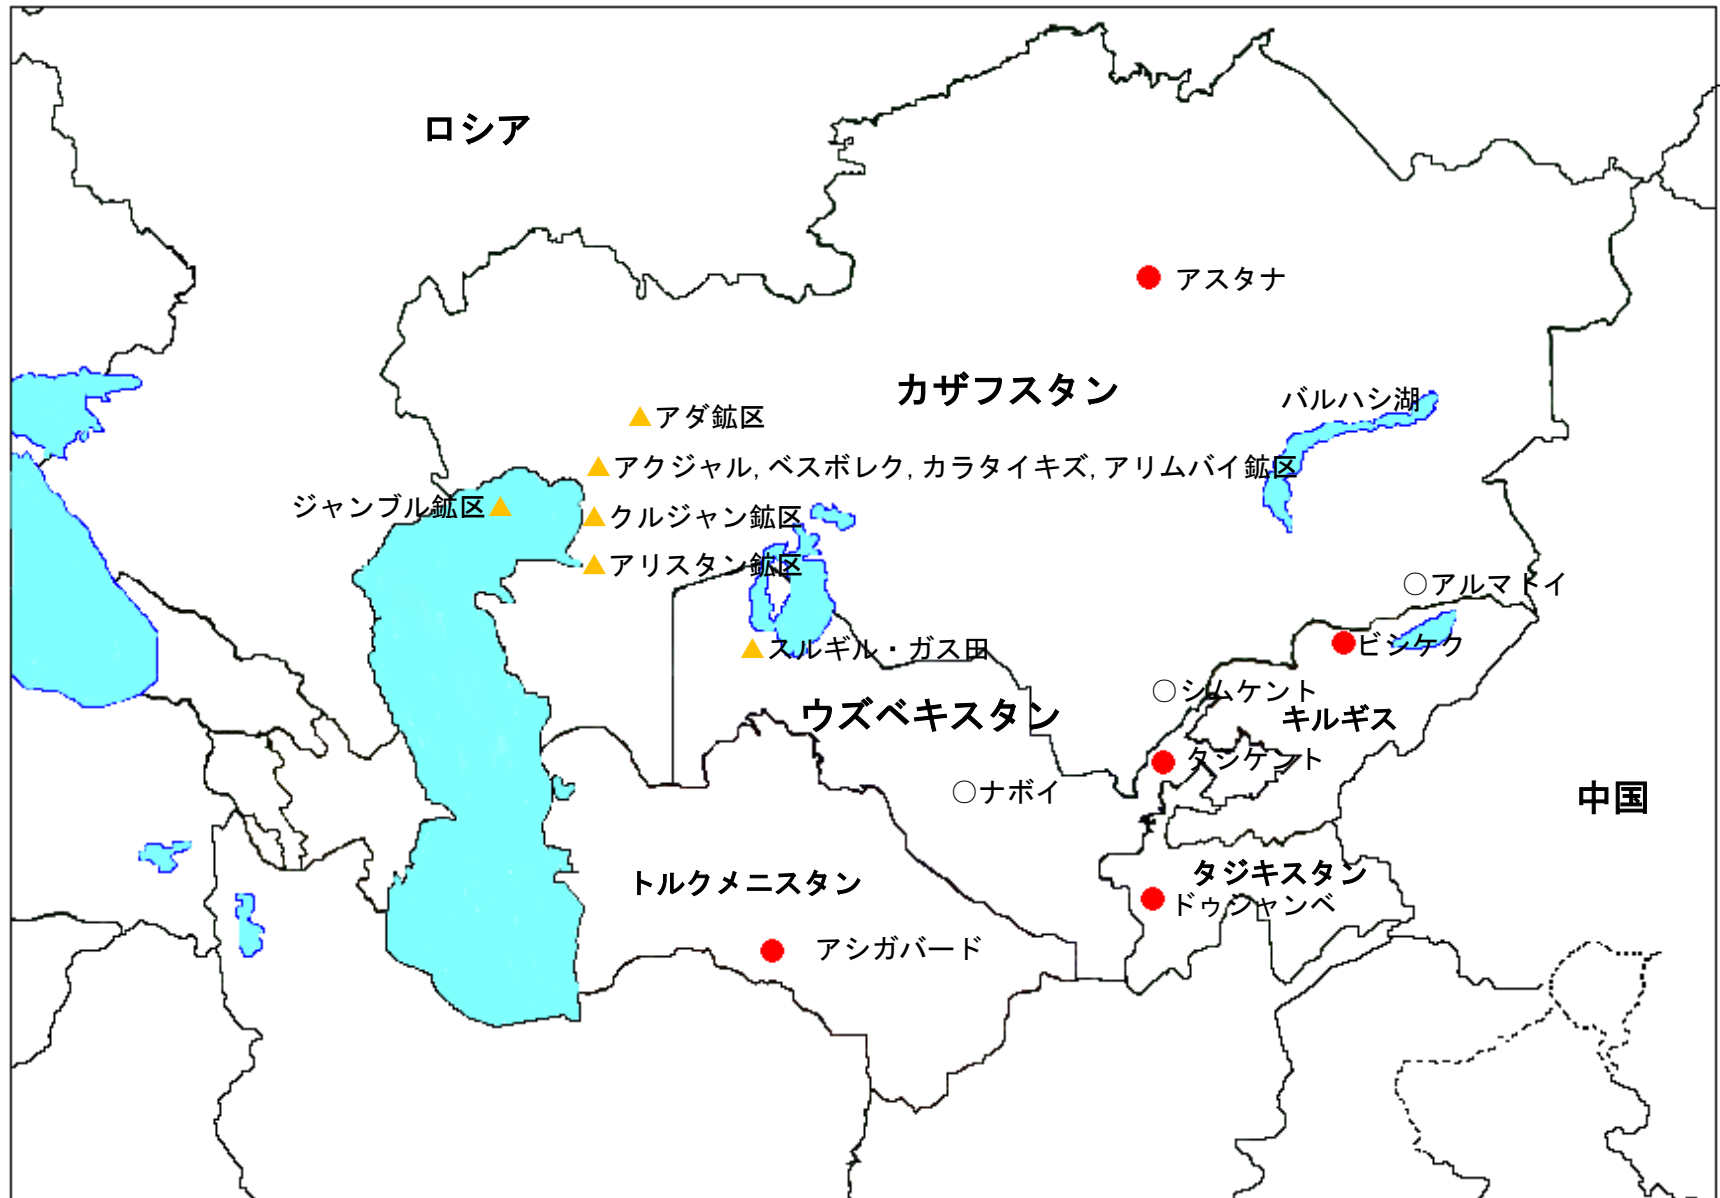 ロシア
アスタナ
カザフスタン
バルハシ湖
アダ鉱区
アクジャル, ベスボレク, カラタイキズ, アリムバイ鉱区
ジャンブル鉱区
クルジャン鉱区
アリスタン鉱区
アルマトイ
ビシケク
スルギル・ガス田
シムケント
ウズベキスタン
キルギス
タシケント
ナボイ
中国
タジキスタン
トルクメニスタン
ドゥシャンベ
アシガバード